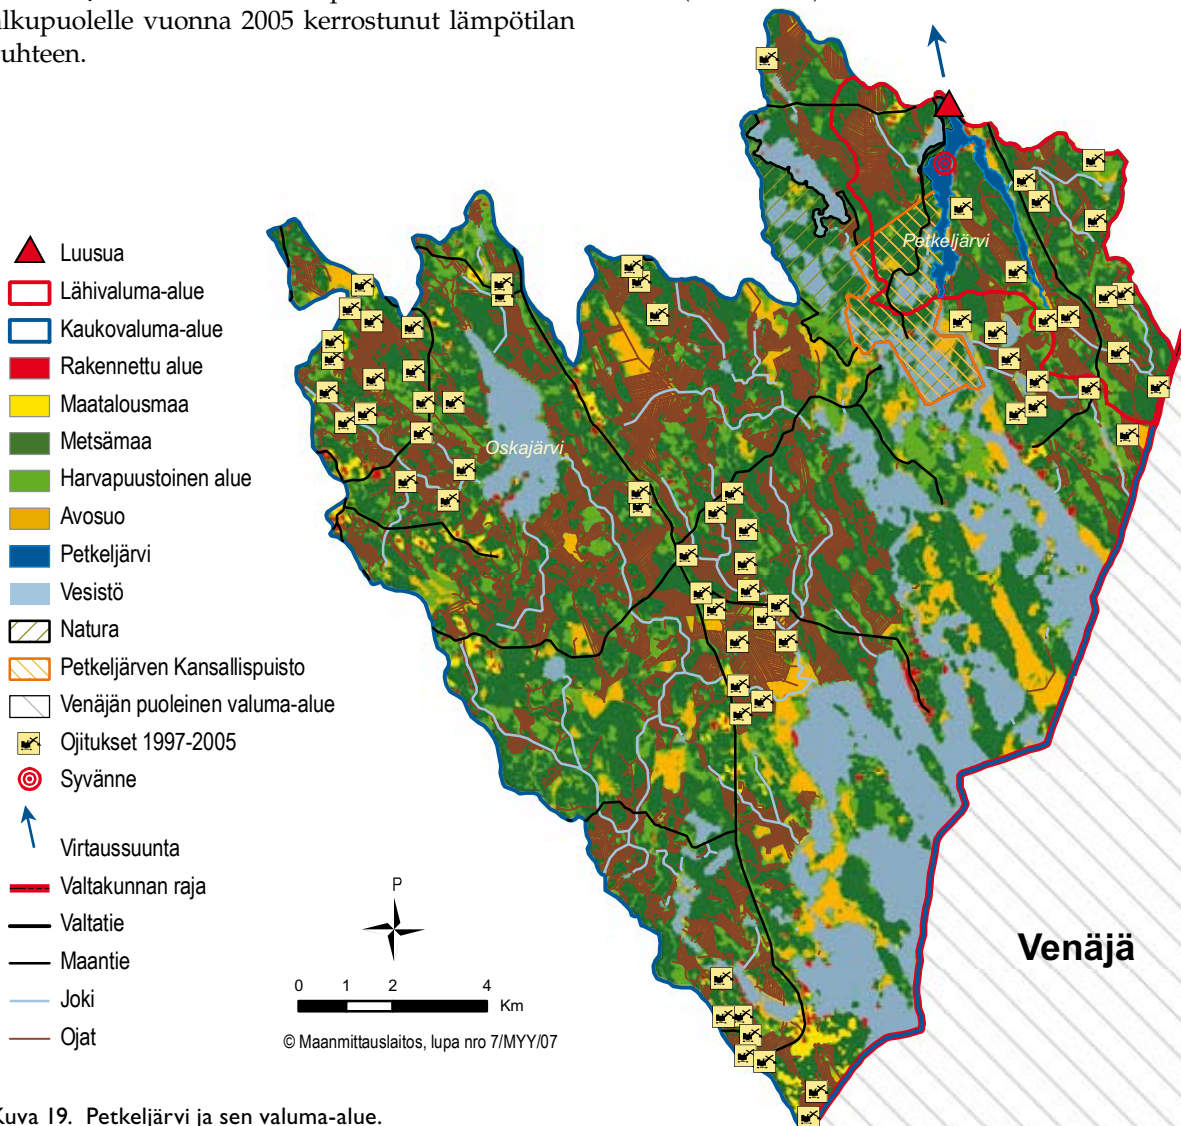 vuonna 2005 kerrostunut lämpötilan
Luusua
Lähivaluma-alue
Kaukovaluma-alue
Rakennettu alue
Maatalousmaa
Metsämaa
Harvapuustoinen alue
Avosuo
Petkeljärvi
Vesistö
Natura
Petkeljärven Kansallispuisto
Venäjän puoleinen valuma-alue
Ojitukset 1997-2005
Syvänne
Virtaussuunta
Valtakunnan raja
Valtatie
Maantie
Joki
Ojat
Petkeljärvi
Oskajärvi
Venäjä
P
0 1 2 4
Km
© Maanmittauslaitos, lupa nro 7/MYY/07
Kuva 19. Petkeljärvi ja sen valuma-alue.